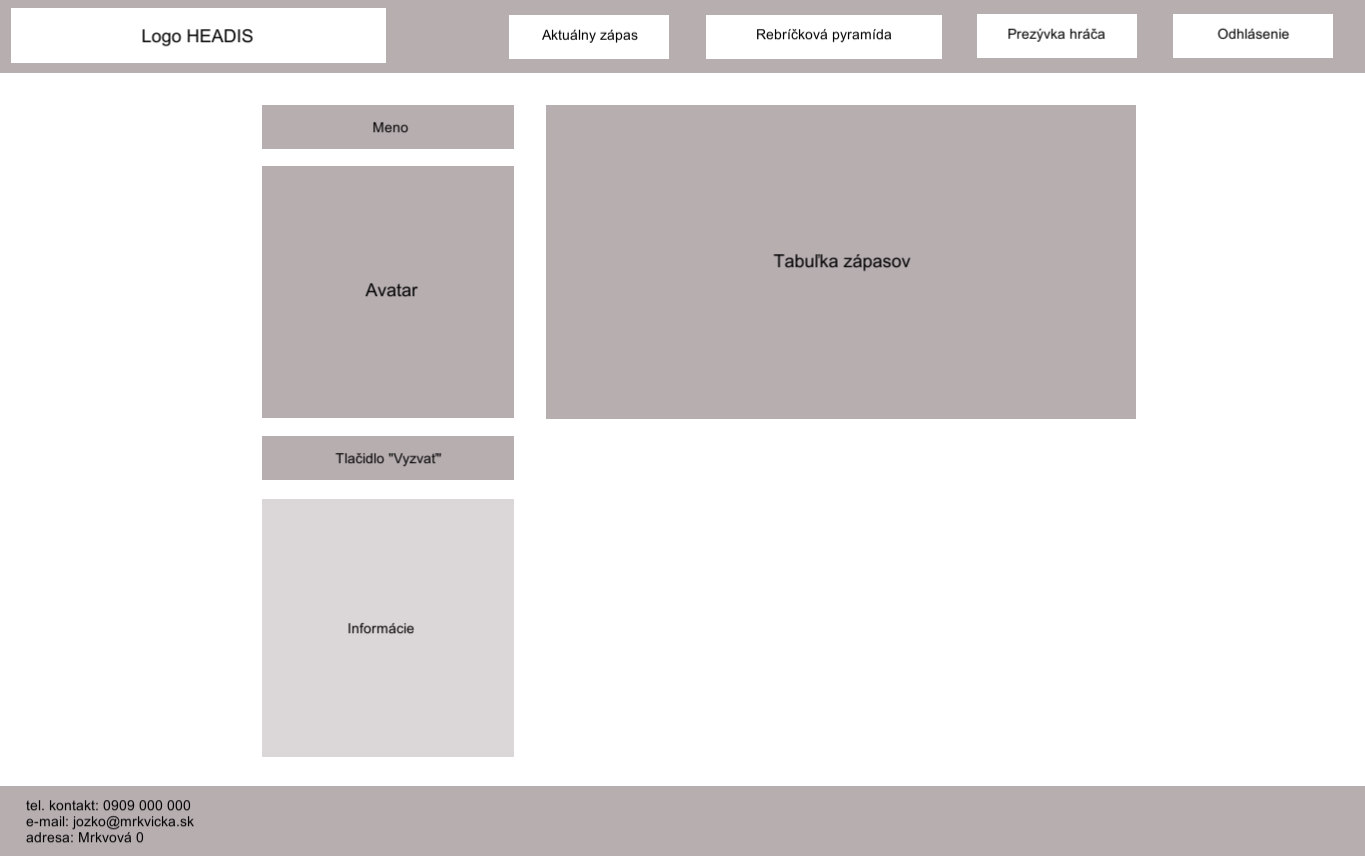 Logo HEADIS
Aktuálny zápas
Rebríčková pyramída
Prezývka hráča
Odhlásenie
Meno
Avatar
Tlačidlo "Vyzvať"
Informácie
Tabuľka zápasov
tel. kontakt: 0909 000 000
e-mail: jozko@mrkvicka.sk
adresa: Mrkvová 0